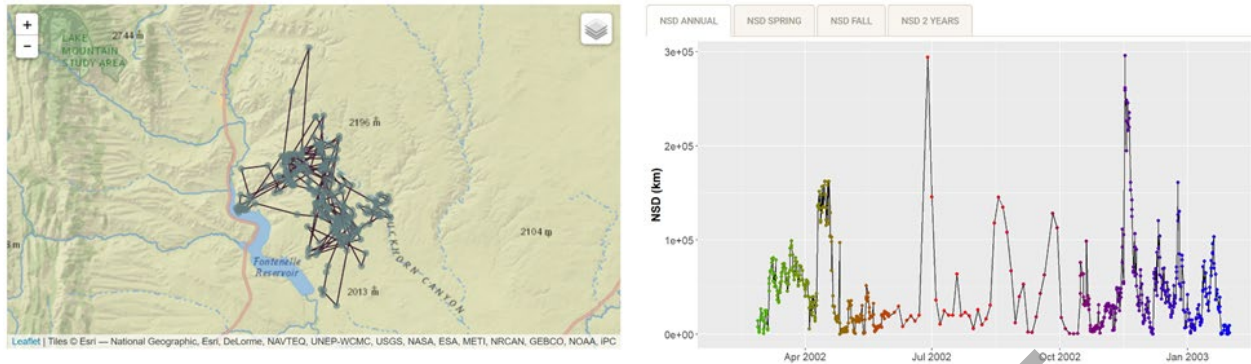 +
−
LAKE
MOUNTAIN
STUDY AREA
2744 m
2196 m
2104 m
2013 m
Fontenelle
Reservoir
UCKHORN CANYON
Leaflet | Tiles © Esri — National Geographic, Esri, DeLorme, NAVTEQ, UNEP-WCMC, USGS, NASA, ESA, METI, NRCAN, GEBCO, NOAA, iPC
NSD ANNUAL
NSD SPRING
NSD FALL
NSD 2 YEARS
NSD (km)
3e+05
2e+05
1e+05
0e+00
Apr 2002
Jul 2002
Oct 2002
Jan 2003